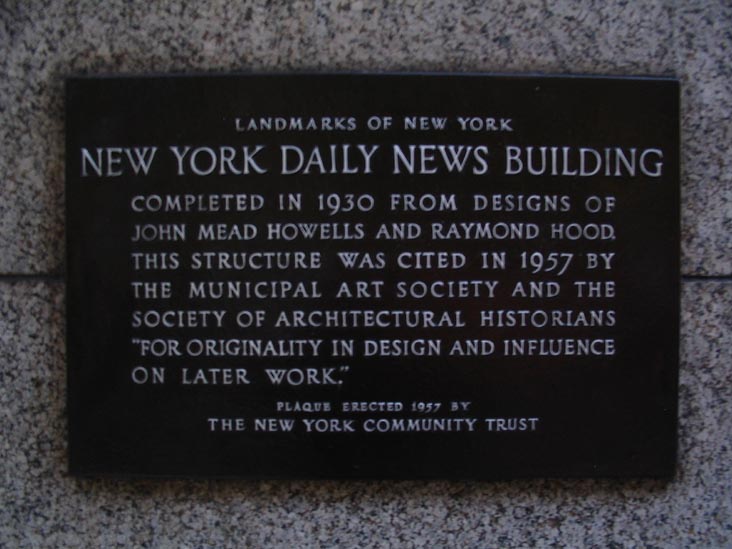 LANDMARKS OF NEW YORK
NEW YORK DAILY NEWS BUILDING
COMPLETED IN 1930 FROM DESIGNS OF
JOHN MEAD HOWELLS AND RAYMOND HOOD.
THIS STRUCTURE WAS CITED IN 1957 BY
THE MUNICIPAL ART SOCIETY AND THE
SOCIETY OF ARCHITECTURAL HISTORIANS
"FOR ORIGINALITY IN DESIGN AND INFLUENCE
ON LATER WORK."
PLAQUE ERECTED 1957 BY
THE NEW YORK COMMUNITY TRUST